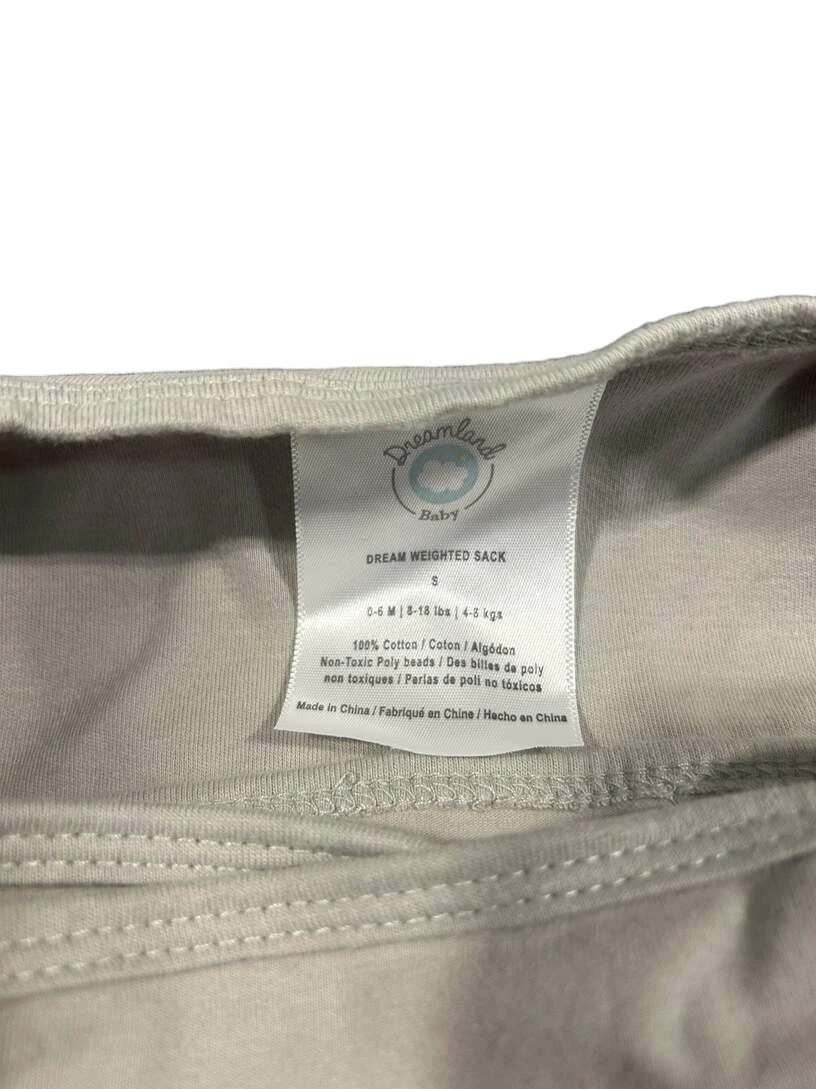 Dreamland
Baby
DREAM WEIGHTED SACK
S
0-6 M | 8-18 lbs | 4-8 kgs
100% Cotton / Coton / Algódon
Non-Toxic Poly beads / Des billes de poly
non toxiques / Perlas de poli no tóxicos
Made in China / Fabriqué en Chine / Hecho en China